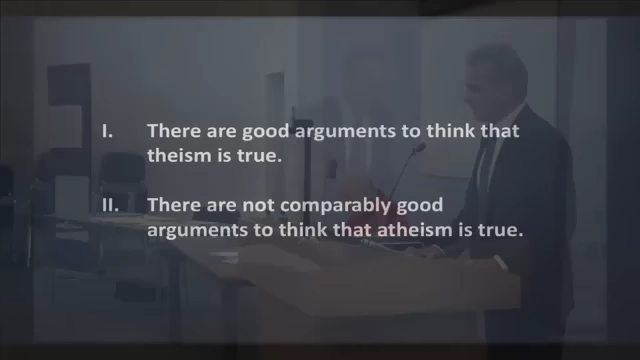 I. There are good arguments to think that
theism is true.
II. There are not comparably good
arguments to think that atheism is true.